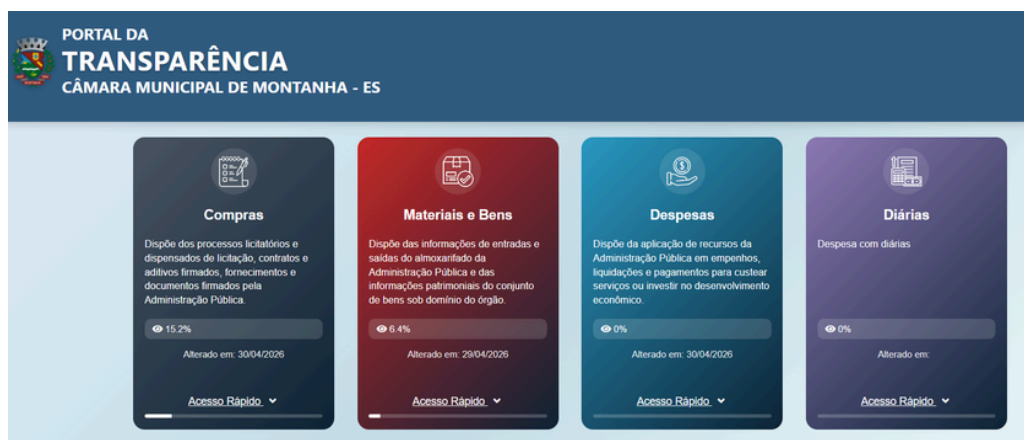 PORTAL DA
TRANSPARÊNCIA
CÂMARA MUNICIPAL DE MONTANHA - ES
Compras
Dispõe dos processos licitatórios e
dispensados de licitação, contratos e
aditivos firmados, fornecimentos e
documentos firmados pela
Administração Pública.
15.2%
Alterado em: 30/04/2026
Acesso Rápido
Materiais e Bens
Dispõe das informações de entradas e
saídas do almoxarifado da
Administração Pública e das
informações patrimoniais do conjunto
de bens sob domínio do órgão.
6.4%
Alterado em: 29/04/2026
Acesso Rápido
Despesas
Dispõe da aplicação de recursos da
Administração Pública em empenhos,
liquidações e pagamentos para custear
serviços ou investir no desenvolvimento
econômico.
0%
Alterado em: 30/04/2026
Acesso Rápido
Diárias
Despesa com diárias
0%
Alterado em:
Acesso Rápido